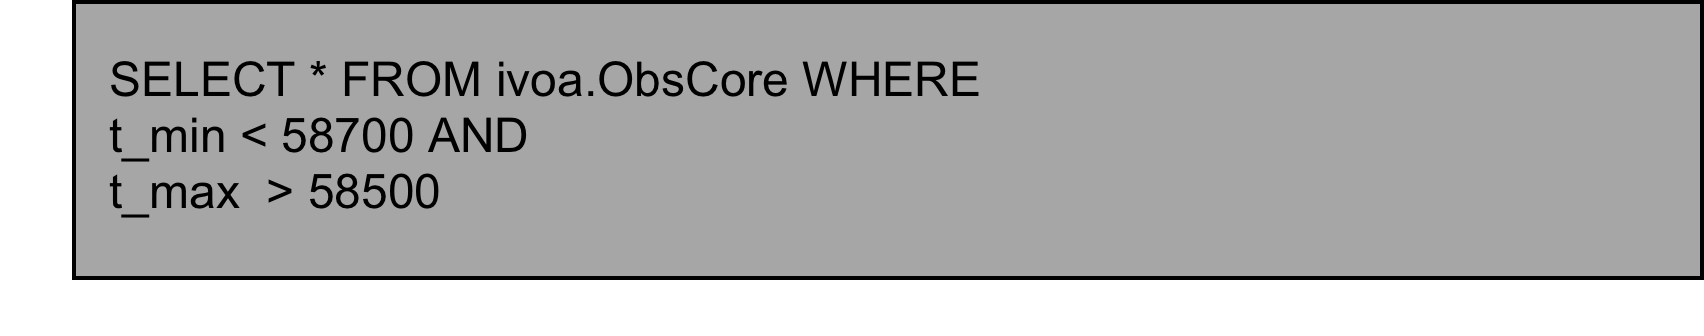 SELECT * FROM ivoa.ObsCore WHERE
t_min < 58700 AND
t_max  > 58500